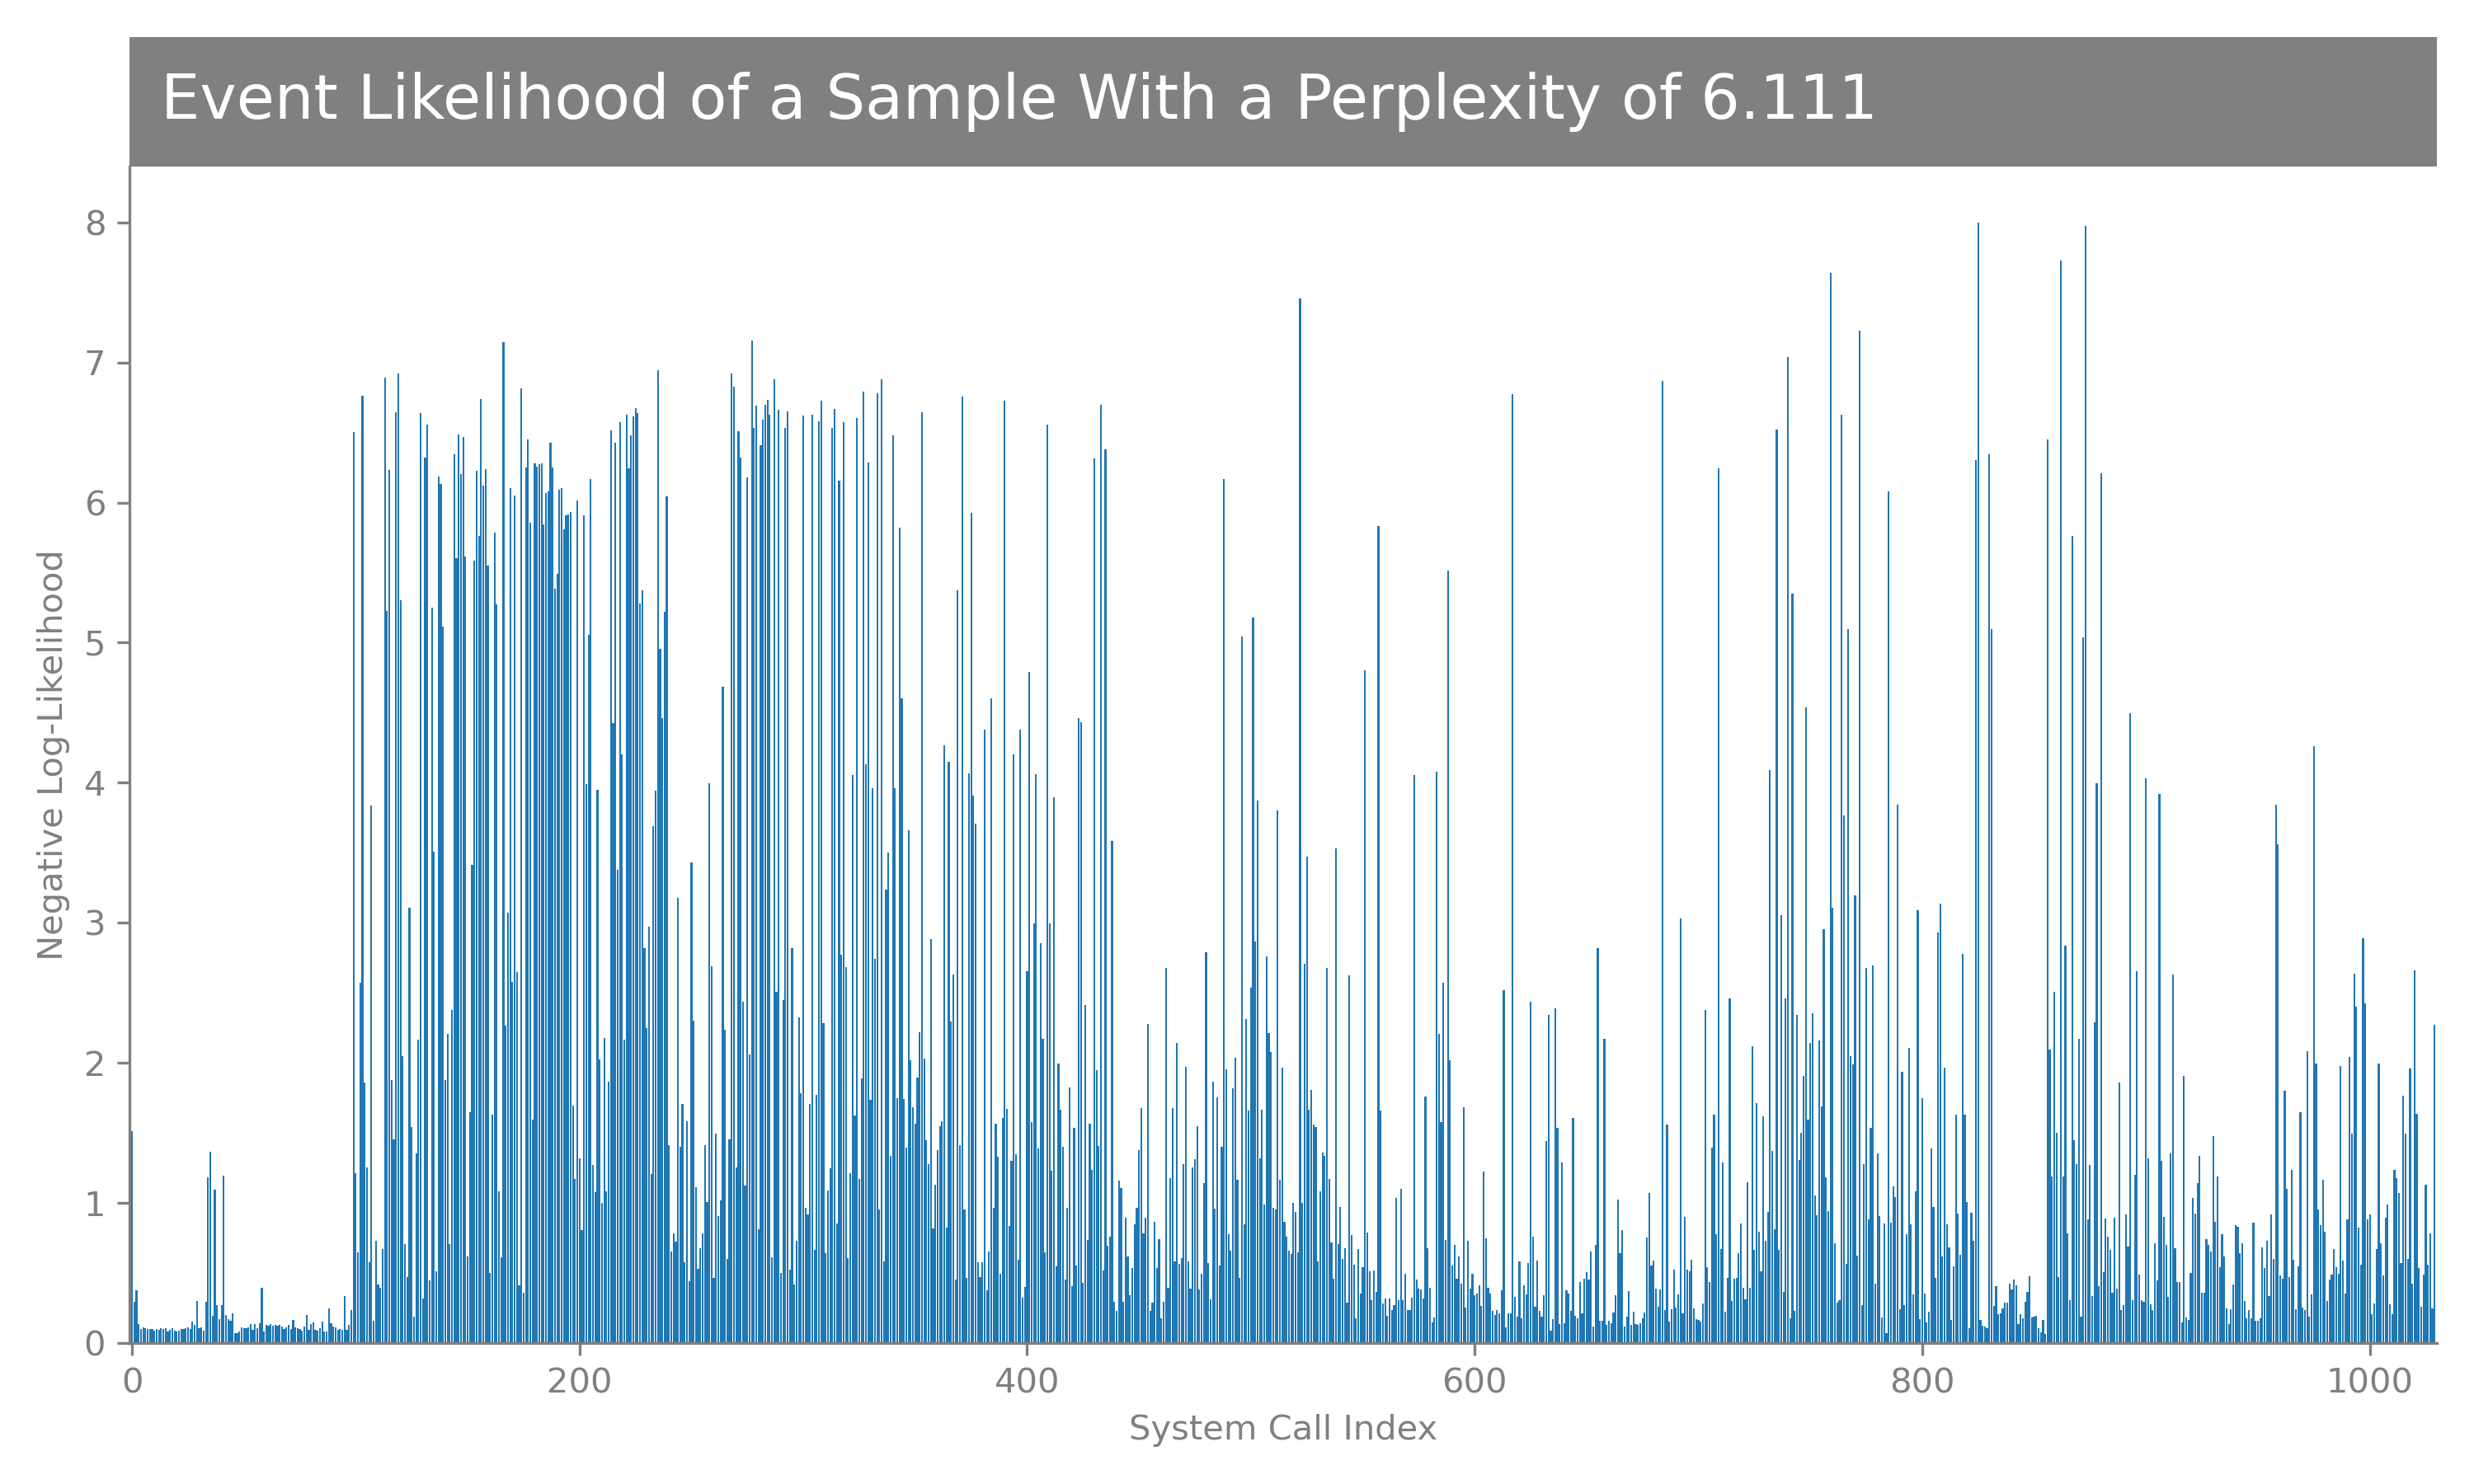 Event Likelihood of a Sample With a Perplexity of 6.111
8
7
6
5
4
3
2
1
0
Negative Log-Likelihood
0 200 400 600 800 1000
System Call Index